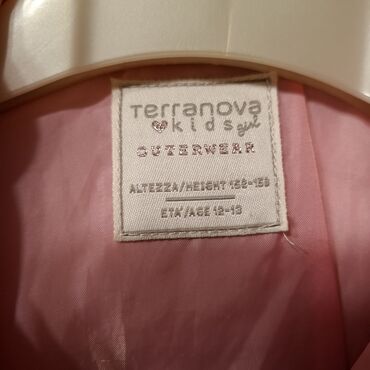 Terranova
kids girl
OUTERWEAR
ALTEZZA/HEIGHT 152-158
ETA'/AGE 12-13